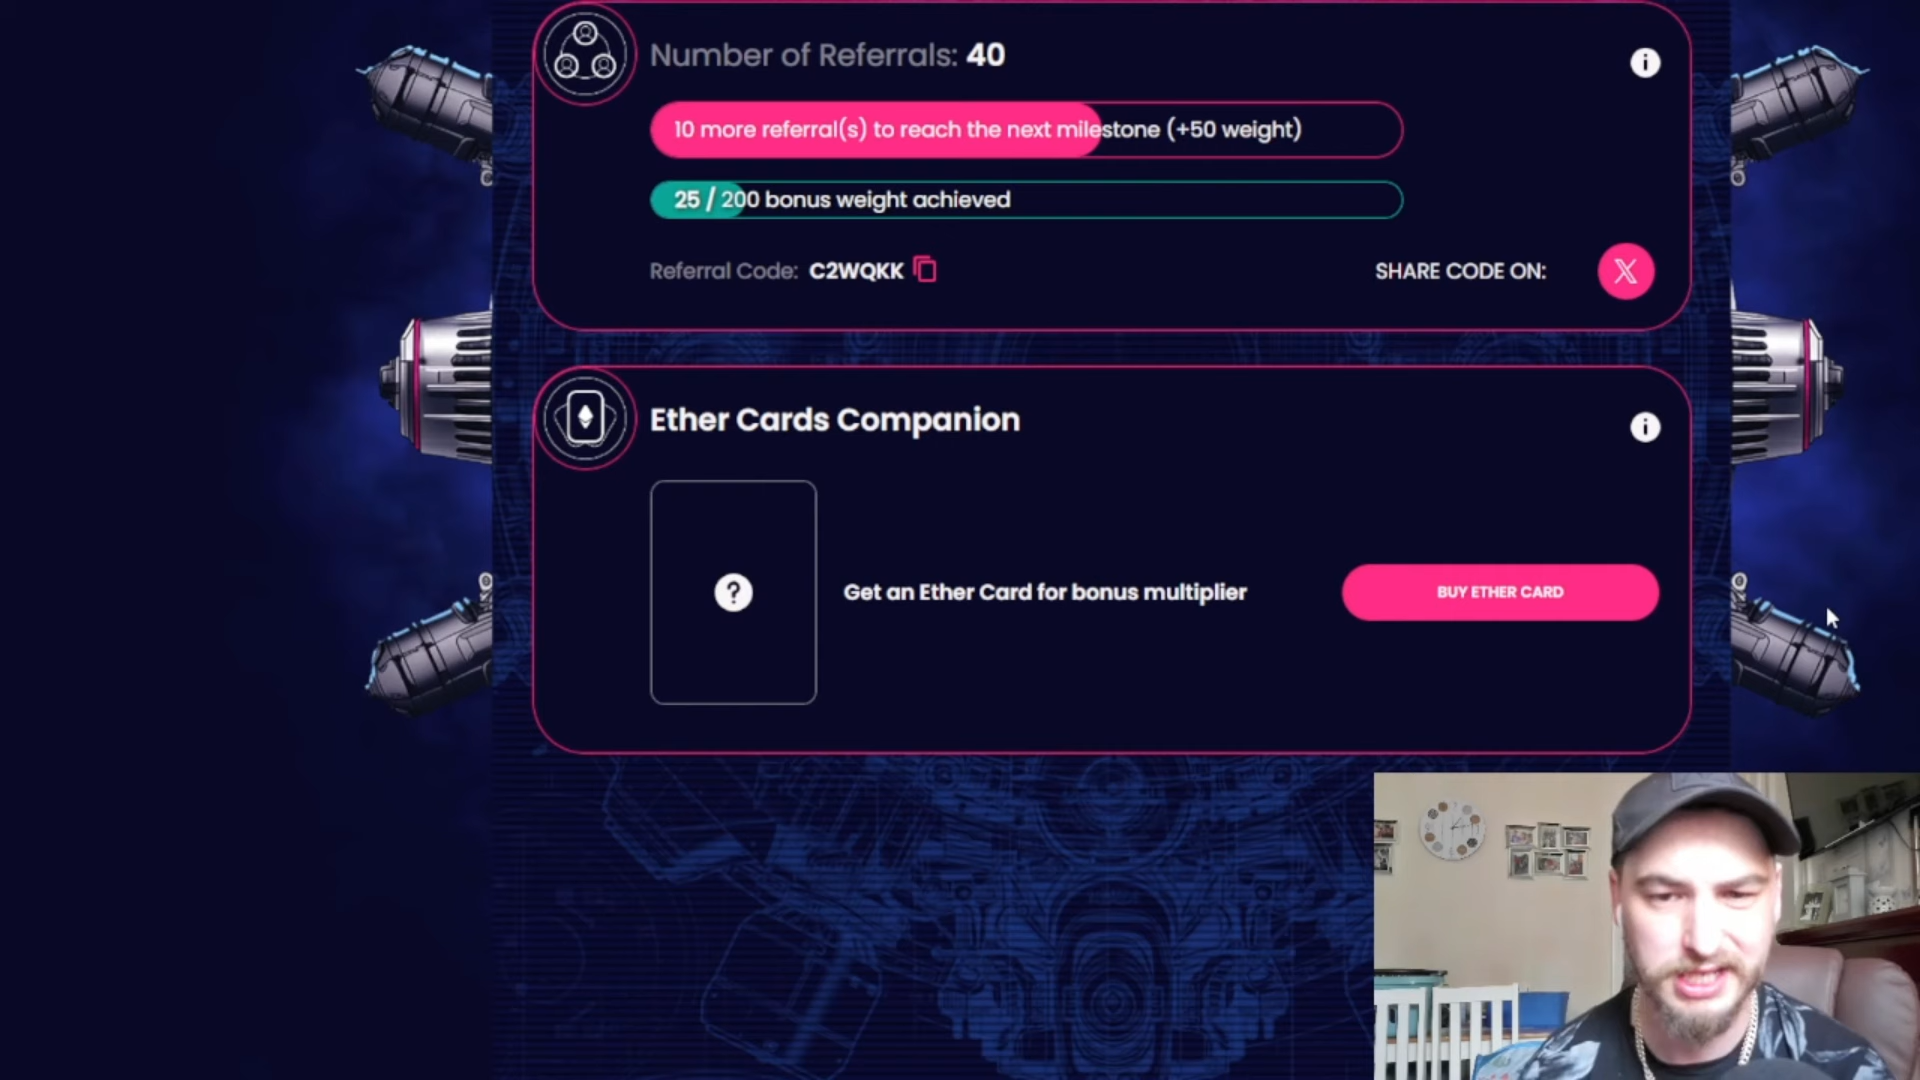 Number of Referrals: 40
i
10 more referral(s) to reach the next milestone (+50 weight)
25 / 200 bonus weight achieved
Referral Code: C2WQKK
SHARE CODE ON:
X
Ether Cards Companion
i
?
Get an Ether Card for bonus multiplier
BUY ETHER CARD